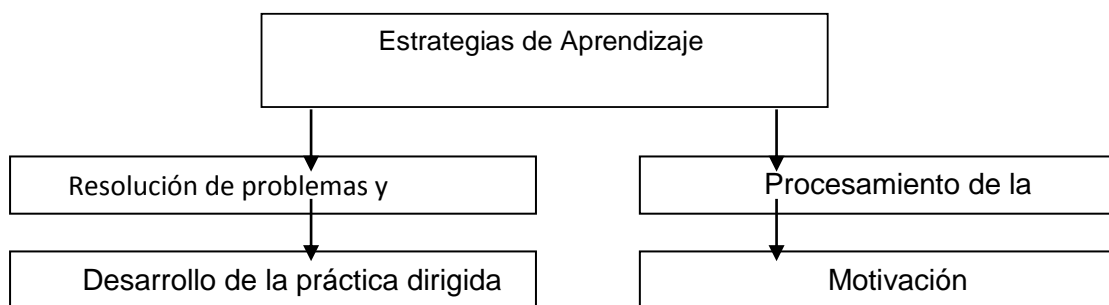 Estrategias de Aprendizaje
Resolución de problemas y
Procesamiento de la
Desarrollo de la práctica dirigida
Motivación